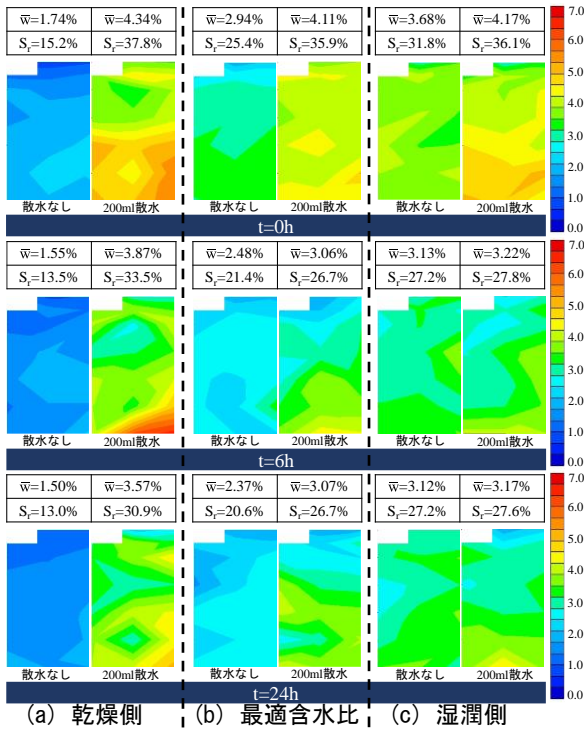 w̅=1.74% w̅=4.34% w̅=2.94% w̅=4.11% w̅=3.68% w̅=4.17%
Sr=15.2% Sr=37.8% Sr=25.4% Sr=35.9% Sr=31.8% Sr=36.1%
7.0
6.0
5.0
4.0
3.0
2.0
1.0
0.0
散水なし 200ml散水 散水なし 200ml散水 散水なし 200ml散水
t=0h
w̅=1.55% w̅=3.87% w̅=2.48% w̅=3.06% w̅=3.13% w̅=3.22%
Sr=13.5% Sr=33.5% Sr=21.4% Sr=26.7% Sr=27.2% Sr=27.8%
7.0
6.0
5.0
4.0
3.0
2.0
1.0
0.0
散水なし 200ml散水 散水なし 200ml散水 散水なし 200ml散水
t=6h
w̅=1.50% w̅=3.57% w̅=2.37% w̅=3.07% w̅=3.12% w̅=3.17%
Sr=13.0% Sr=30.9% Sr=20.6% Sr=26.7% Sr=27.2% Sr=27.6%
7.0
6.0
5.0
4.0
3.0
2.0
1.0
0.0
散水なし 200ml散水 散水なし 200ml散水 散水なし 200ml散水
t=24h
(a) 乾燥側 (b) 最適含水比 (c) 湿潤側